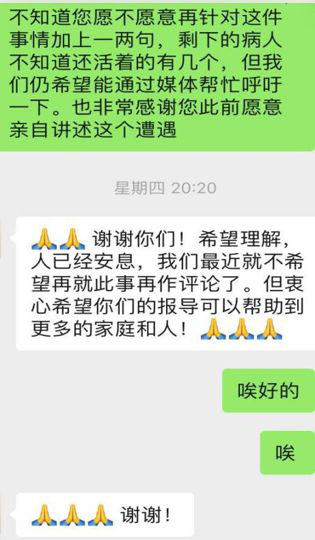 不知道您愿不愿意再针对这件
事情加上一两句，剩下的病人
不知道还活着的有几个，但我
们仍希望能通过媒体帮忙呼吁
一下。也非常感谢您此前愿意
亲自讲述这个遭遇
星期四 20:20
🙏🙏 谢谢你们！希望理解，
人已经安息，我们最近就不希
望再就此事再作评论了。但衷
心希望你们的报导可以帮助到
更多的家庭和人！🙏🙏🙏
唉好的
唉
🙏🙏🙏 谢谢！